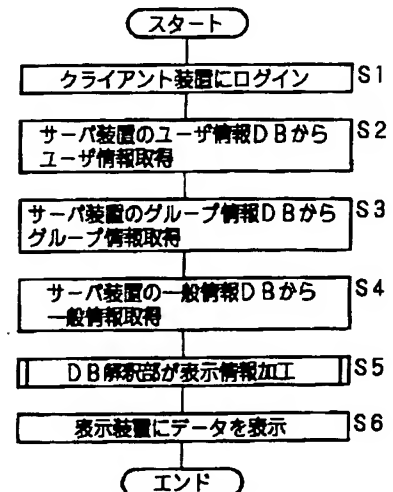 スタート
クライアント装置にログイン S1
サーバ装置のユーザ情報DBから S2
ユーザ情報取得
サーバ装置のグループ情報DBから S3
グループ情報取得
サーバ装置の一般情報DBから S4
一般情報取得
DB解釈部が表示情報加工 S5
表示装置にデータを表示 S6
エンド